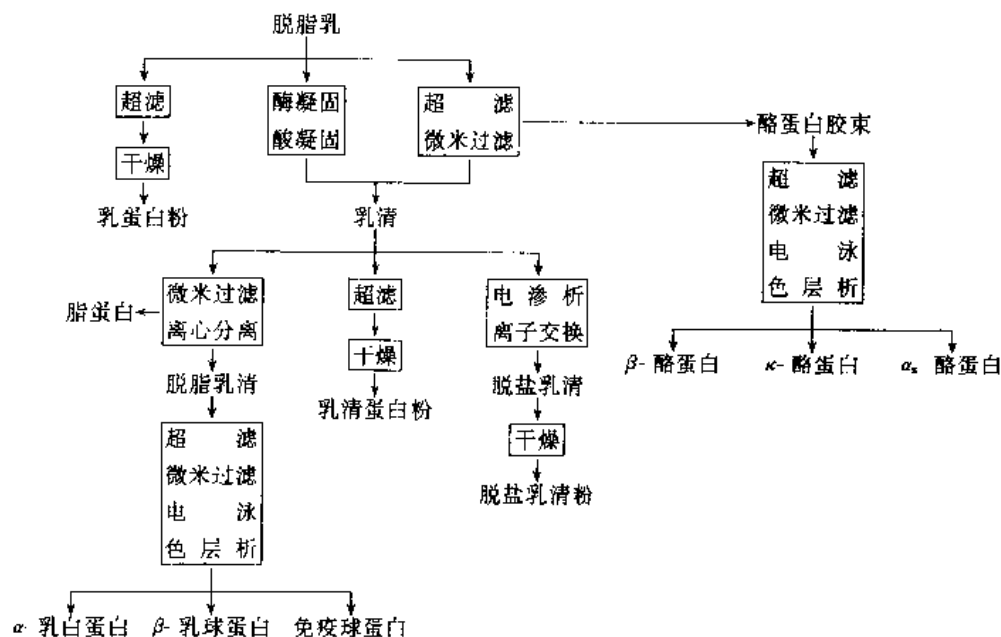 脱脂乳
超滤
干燥
乳蛋白粉
酶凝固
酸凝固
超 滤
微米过滤
乳清
酪蛋白胶束
超 滤
微米过滤
电 泳
色 层 析
β- 酪蛋白 κ- 酪蛋白 αs 酪蛋白
微米过滤
离心分离
脂蛋白
脱脂乳清
超滤
干燥
乳清蛋白粉
电 渗 析
离子交换
脱盐乳清
干燥
脱盐乳清粉
超 滤
微米过滤
电 泳
色 层 析
α- 乳白蛋白 β- 乳球蛋白 免疫球蛋白